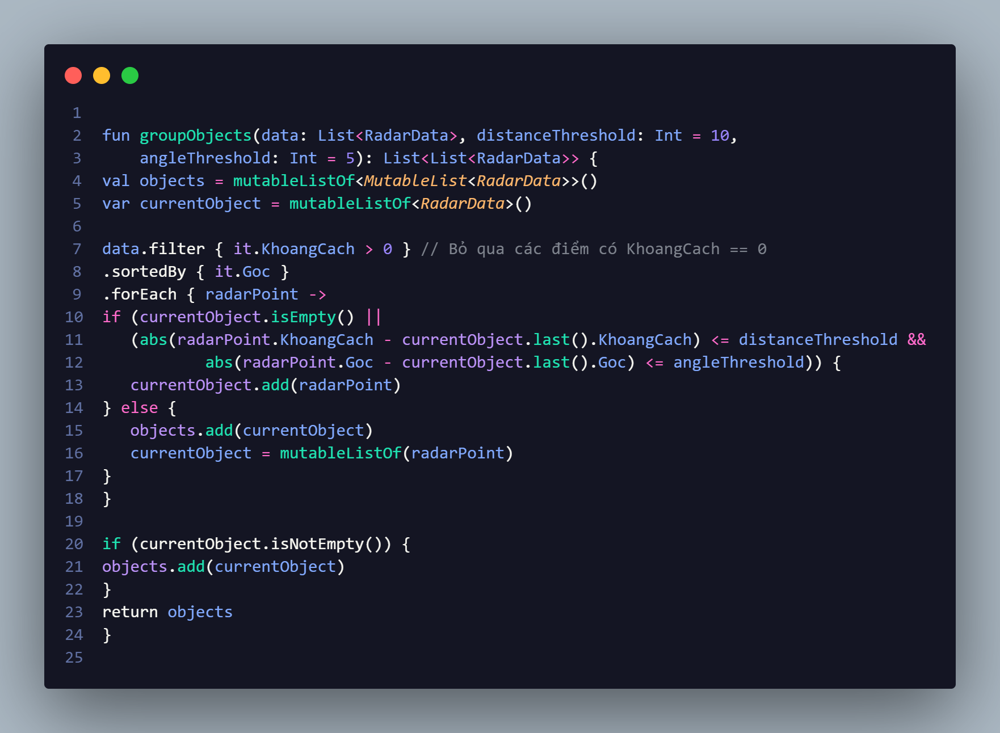 1
2 fun groupObjects(data: List<RadarData>, distanceThreshold: Int = 10,
3     angleThreshold: Int = 5): List<List<RadarData>> {
4 val objects = mutableListOf<MutableList<RadarData>>()
5 var currentObject = mutableListOf<RadarData>()
6
7 data.filter { it.KhoangCach > 0 } // Bỏ qua các điểm có KhoangCach == 0
8 .sortedBy { it.Goc }
9 .forEach { radarPoint ->
10 if (currentObject.isEmpty() ||
11    (abs(radarPoint.KhoangCach - currentObject.last().KhoangCach) <= distanceThreshold &&
12            abs(radarPoint.Goc - currentObject.last().Goc) <= angleThreshold)) {
13    currentObject.add(radarPoint)
14 } else {
15    objects.add(currentObject)
16    currentObject = mutableListOf(radarPoint)
17 }
18 }
19
20 if (currentObject.isNotEmpty()) {
21 objects.add(currentObject)
22 }
23 return objects
24 }
25